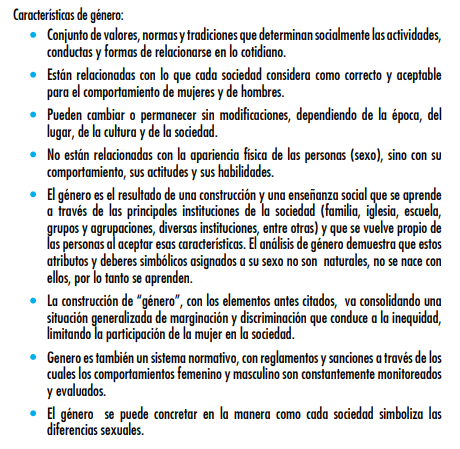 Características de género:
• Conjunto de valores, normas y tradiciones que determinan socialmente las actividades,
conductas y formas de relacionarse en lo cotidiano.
• Están relacionadas con lo que cada sociedad considera como correcto y aceptable
para el comportamiento de mujeres y de hombres.
• Pueden cambiar o permanecer sin modificaciones, dependiendo de la época, del
lugar, de la cultura y de la sociedad.
• No están relacionadas con la apariencia física de las personas (sexo), sino con su
comportamiento, sus actitudes y sus habilidades.
• El género es el resultado de una construcción y una enseñanza social que se aprende
a través de las principales instituciones de la sociedad (familia, iglesia, escuela,
grupos y agrupaciones, diversas instituciones, entre otras) y que se vuelve propio de
las personas al aceptar esas características. El análisis de género demuestra que estos
atributos y deberes simbólicos asignados a su sexo no son naturales, no se nace con
ellos, por lo tanto se aprenden.
• La construcción de “género”, con los elementos antes citados, va consolidando una
situación generalizada de marginación y discriminación que conduce a la inequidad,
limitando la participación de la mujer en la sociedad.
• Genero es también un sistema normativo, con reglamentos y sanciones a través de los
cuales los comportamientos femenino y masculino son constantemente monitoreados
y evaluados.
• El género se puede concretar en la manera como cada sociedad simboliza las
diferencias sexuales.